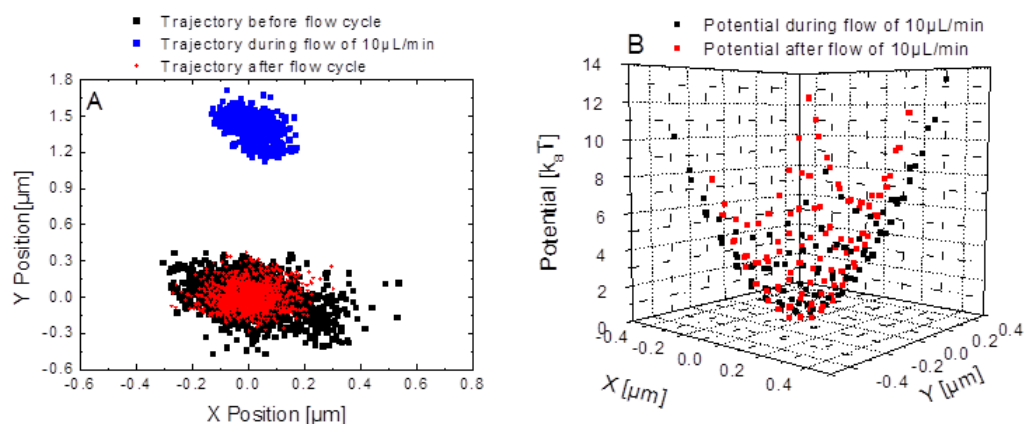 Trajectory before flow cycle
Trajectory during flow of 10µL/min
Trajectory after flow cycle
A
1.8
1.5
1.2
0.9
0.6
0.3
0.0
-0.3
-0.6
-0.6 -0.4 -0.2 0.0 0.2 0.4 0.6 0.8
Y Position[µm]
X Position [µm]
Potential during flow of 10µL/min
Potential after flow of 10µL/min
B
14
12
10
8
6
4
2
0
Potential [kaT]
-0.4 -0.2 0.0 0.2 0.4
X [µm]
-0.4 -0.2 0.0 0.2 0.4
Y [µm]